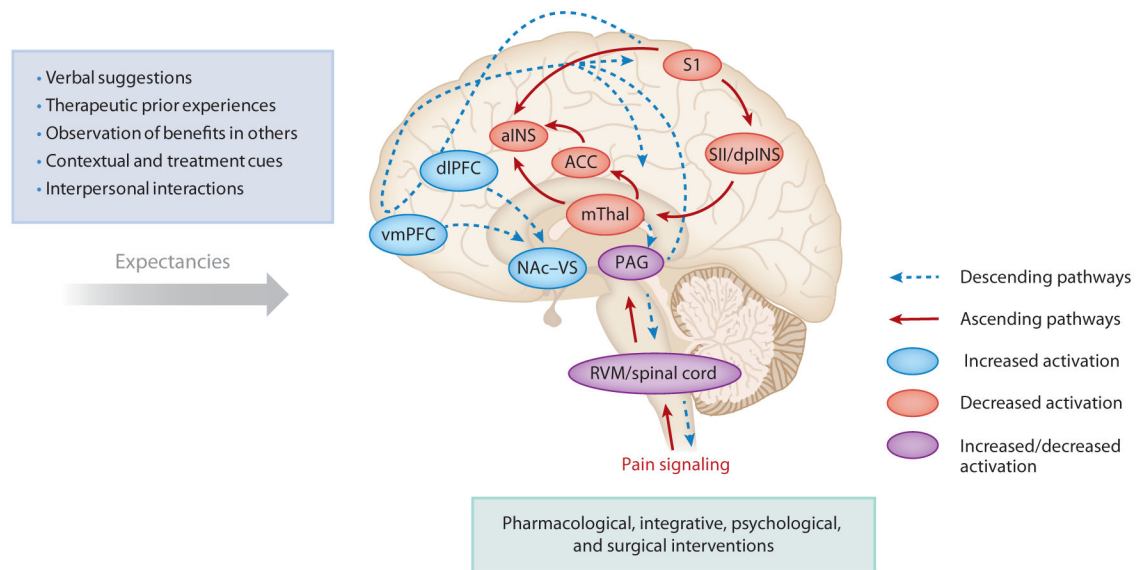 • Verbal suggestions
• Therapeutic prior experiences
• Observation of benefits in others
• Contextual and treatment cues
• Interpersonal interactions
Expectancies
S1
aINS
ACC
SII/dpINS
dlPFC
mThal
vmPFC
NAc–VS
PAG
RVM/spinal cord
Pain signaling
Descending pathways
Ascending pathways
Increased activation
Decreased activation
Increased/decreased
activation
Pharmacological, integrative, psychological,
and surgical interventions